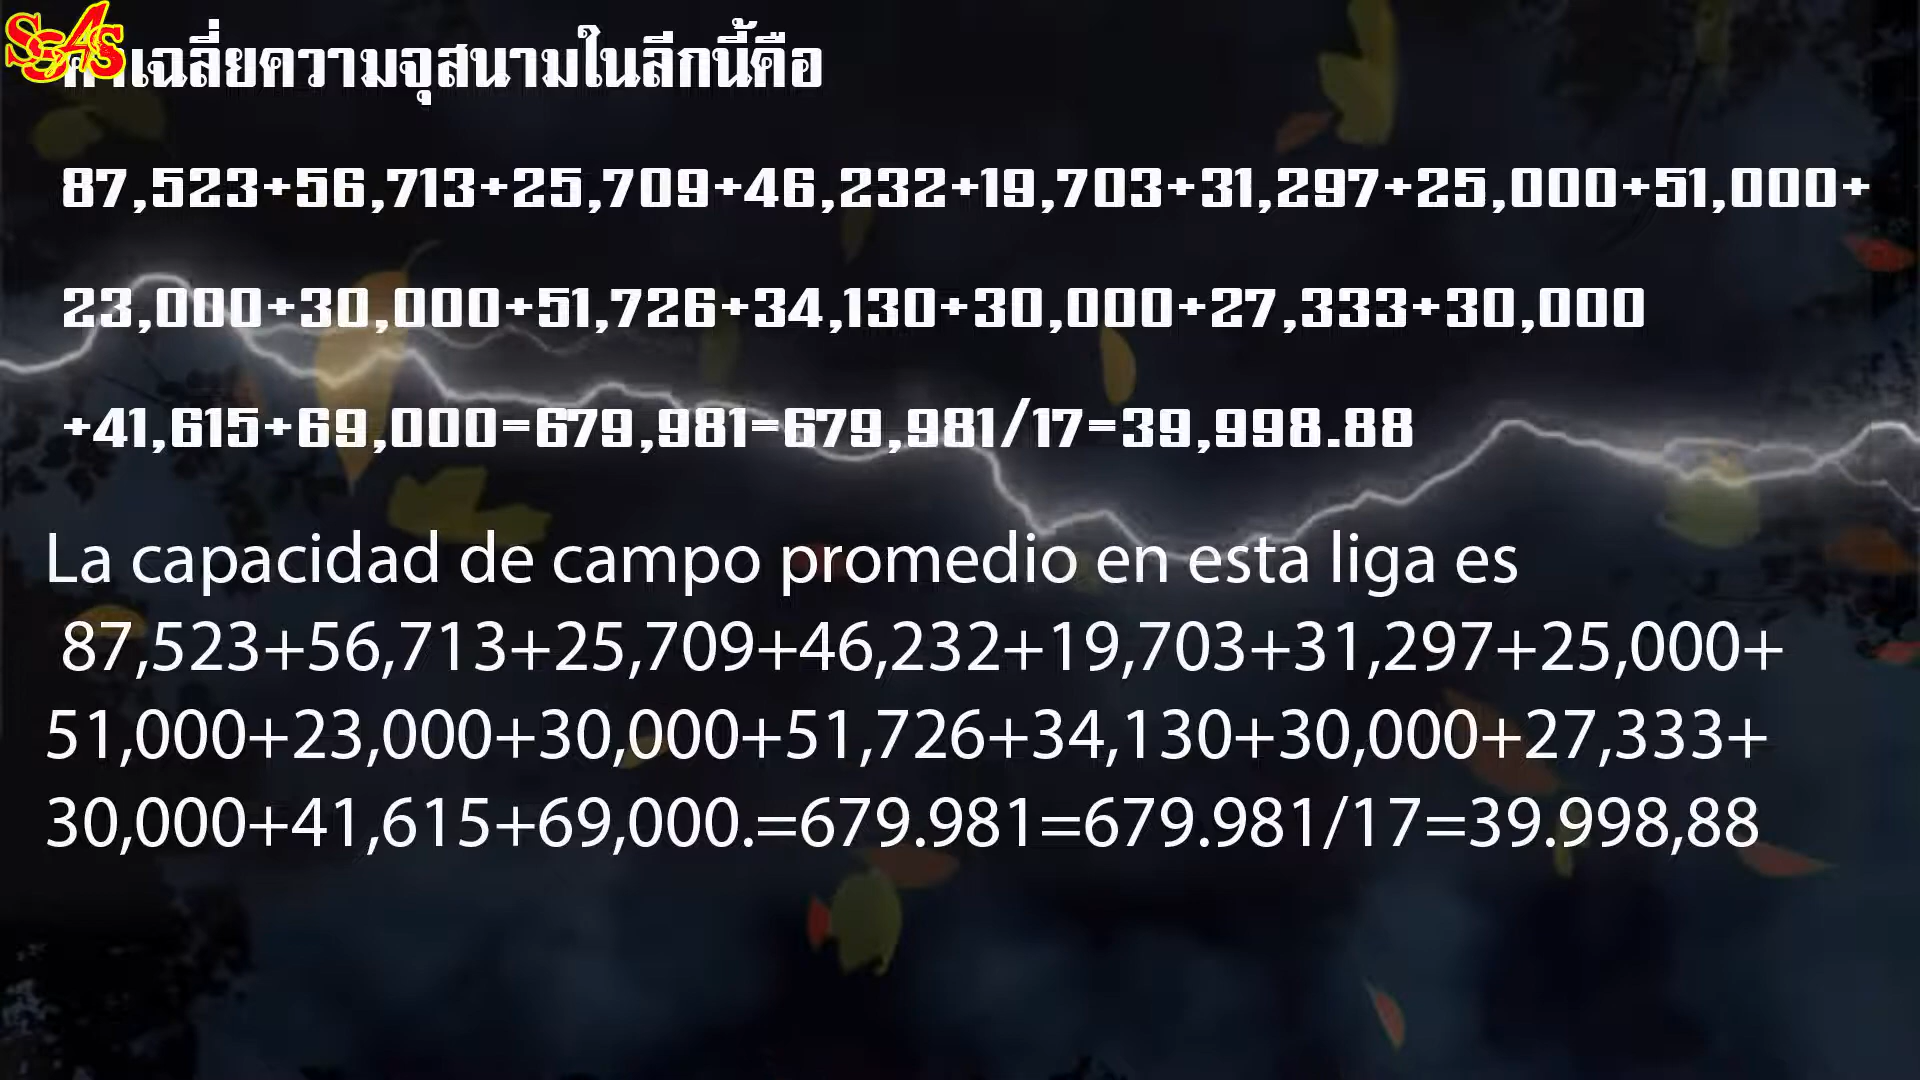 SSAS
ค่าเฉลี่ยความจุสนามในลีกนี้คือ
87,523+56,713+25,709+46,232+19,703+31,297+25,000+51,000+
23,000+30,000+51,726+34,130+30,000+27,333+30,000
+41,615+69,000=679,981=679,981/17=39,998.88
La capacidad de campo promedio en esta liga es
87,523+56,713+25,709+46,232+19,703+31,297+25,000+
51,000+23,000+30,000+51,726+34,130+30,000+27,333+
30,000+41,615+69,000.=679.981=679.981/17=39.998,88